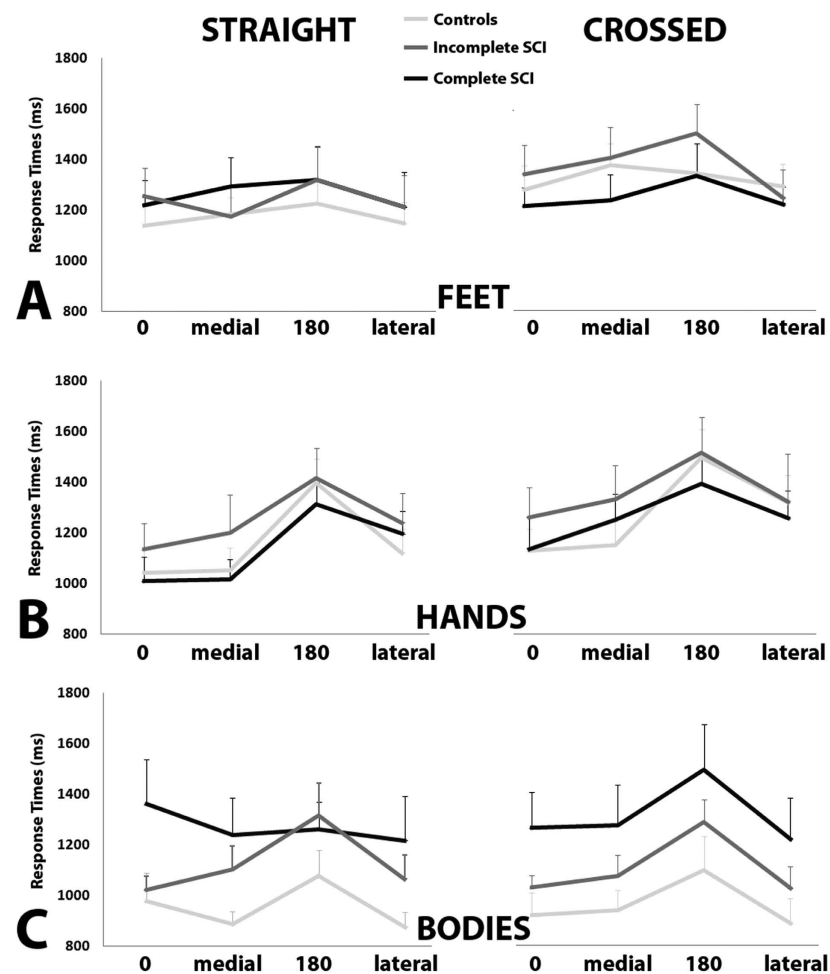 STRAIGHT
CROSSED
Controls
Incomplete SCI
Complete SCI
Response Times (ms)
1800
1600
1400
1200
1000
800
A
FEET
0 medial 180 lateral
0 medial 180 lateral
Response Times (ms)
1800
1600
1400
1200
1000
800
B
HANDS
0 medial 180 lateral
0 medial 180 lateral
Response Times (ms)
1800
1600
1400
1200
1000
800
C
BODIES
0 medial 180 lateral
0 medial 180 lateral